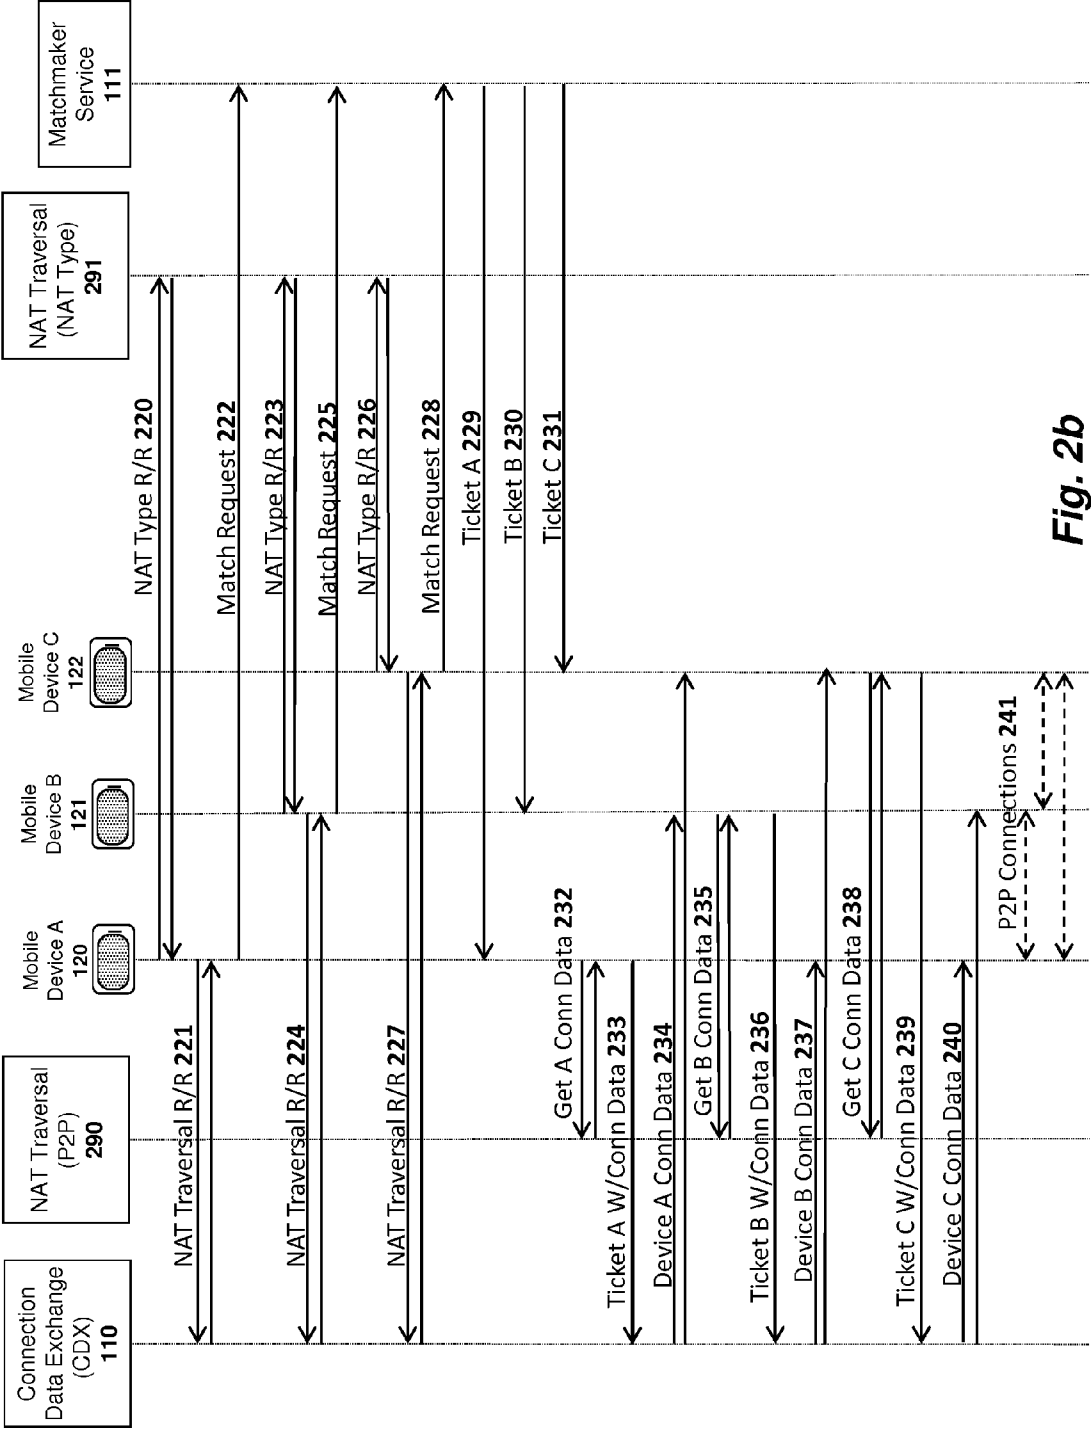 Connection
Data Exchange
(CDX)
110
NAT Traversal
(P2P)
290
Mobile
Device A
120
Mobile
Device B
121
Mobile
Device C
122
NAT Traversal
(NAT Type)
291
Matchmaker
Service
111
NAT Type R/R 220
NAT Traversal R/R 221
Match Request 222
NAT Type R/R 223
NAT Traversal R/R 224
Match Request 225
NAT Type R/R 226
NAT Traversal R/R 227
Match Request 228
Ticket A 229
Ticket B 230
Ticket C 231
Get A Conn Data 232
Ticket A W/Conn Data 233
Device A Conn Data 234
Get B Conn Data 235
Ticket B W/Conn Data 236
Device B Conn Data 237
Get C Conn Data 238
Ticket C W/Conn Data 239
Device C Conn Data 240
P2P Connections 241
Fig. 2b